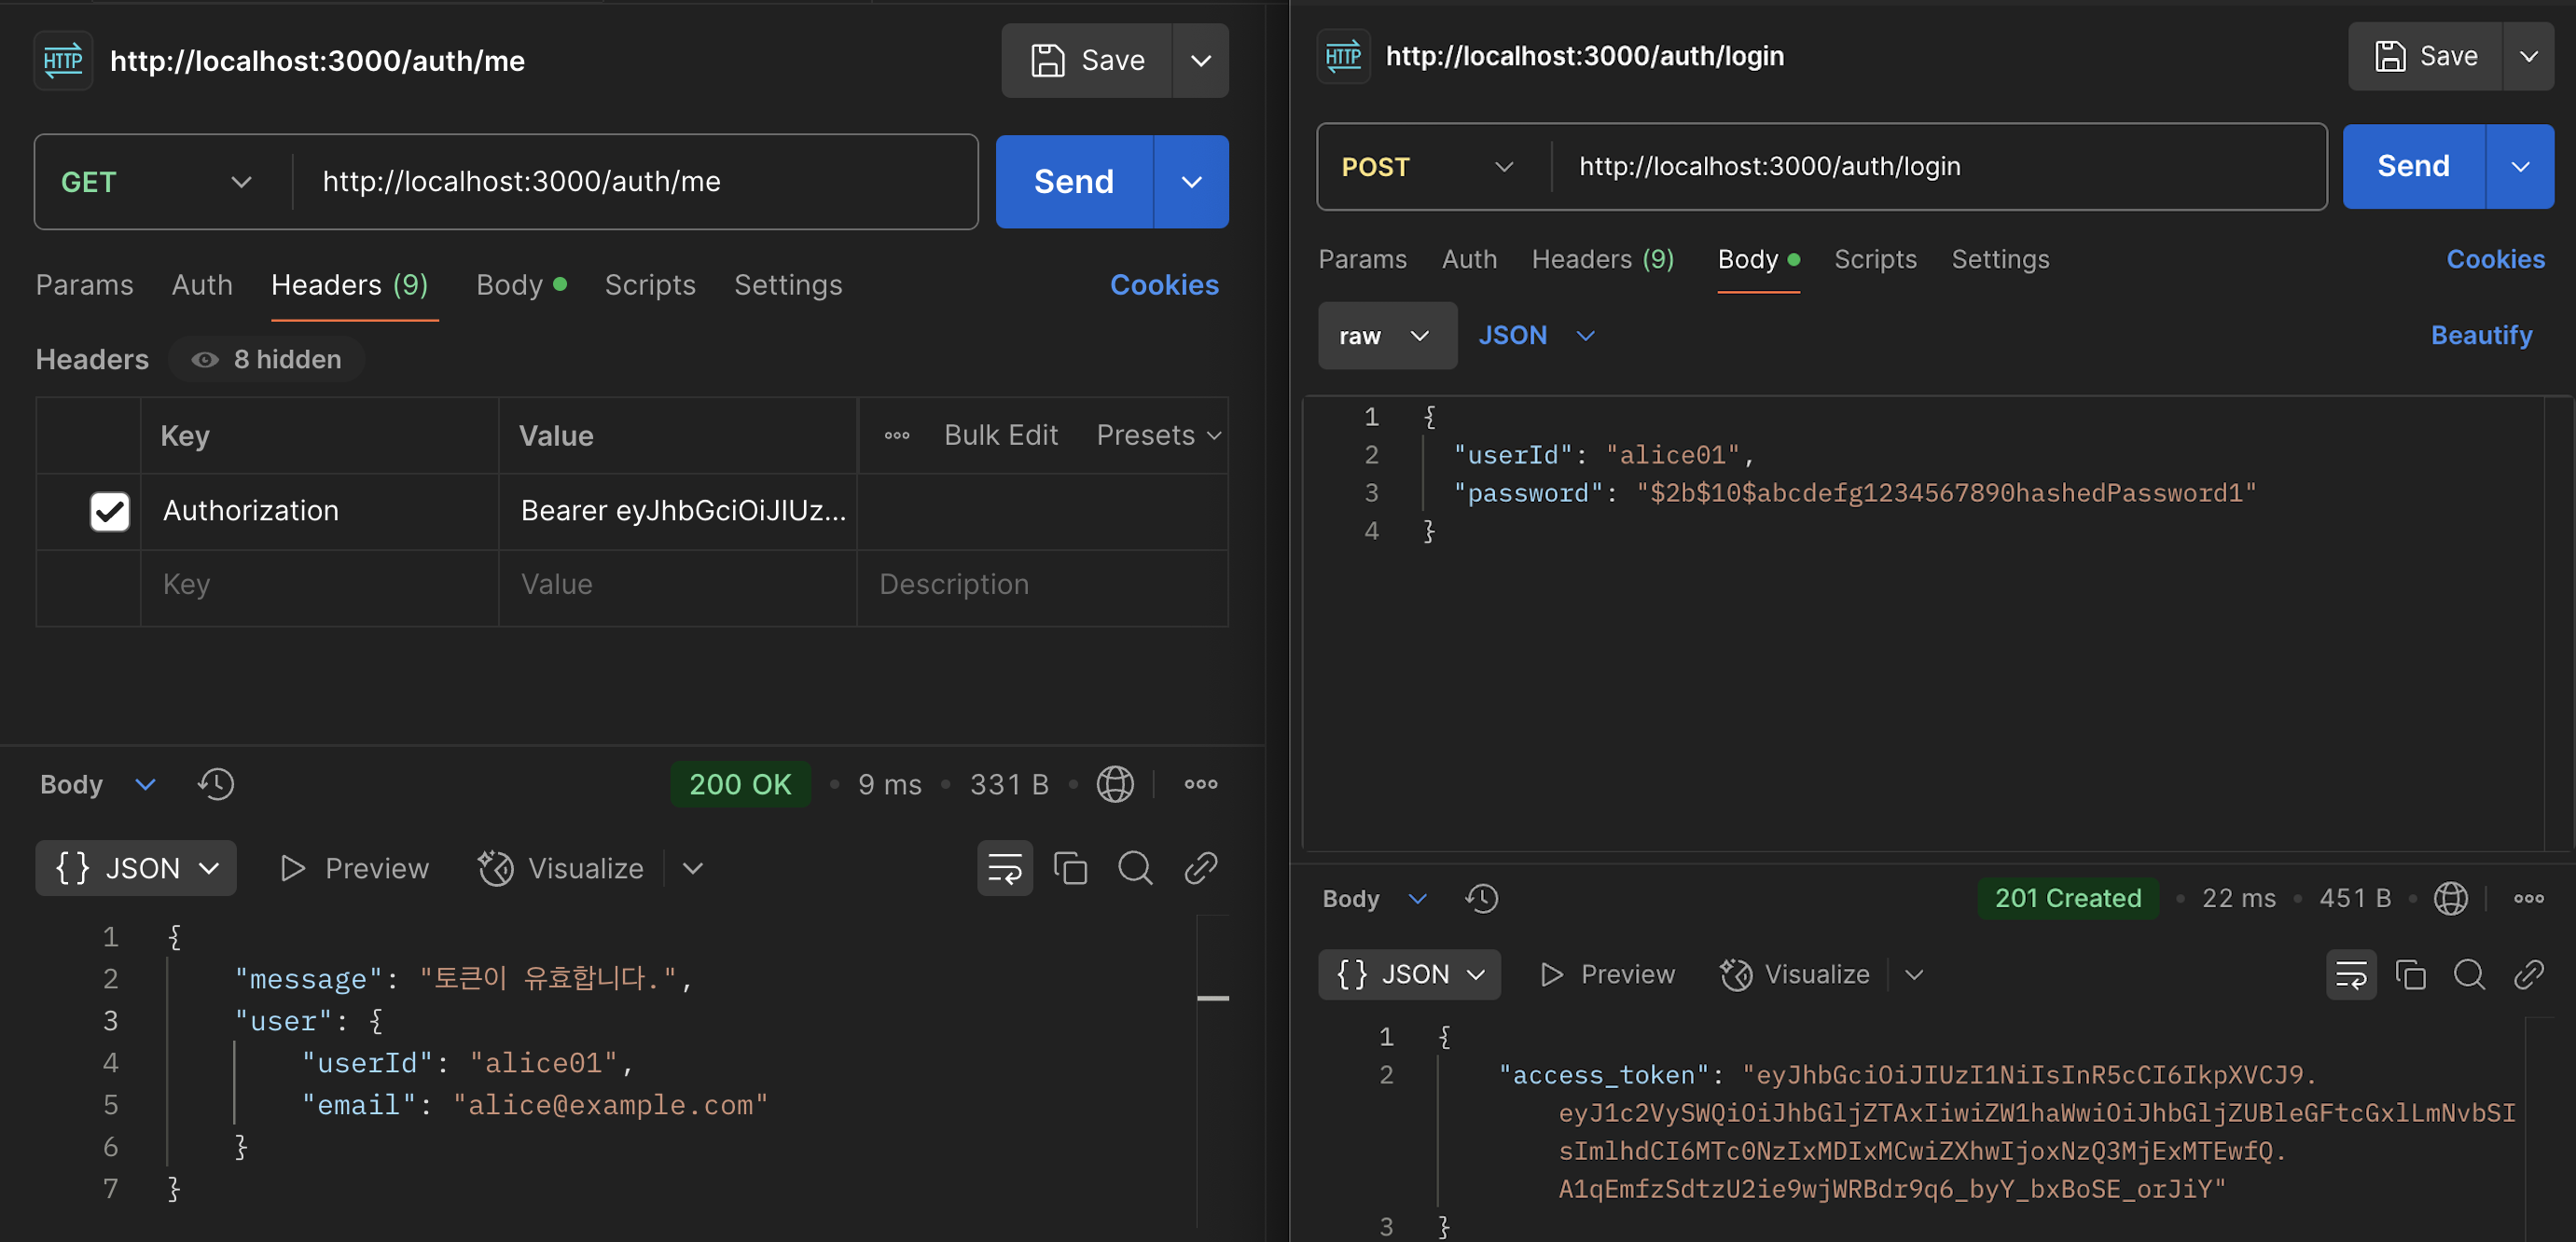 HTTP http://localhost:3000/auth/me Save
GET http://localhost:3000/auth/me Send
Params Auth Headers (9) Body Scripts Settings Cookies
Headers 8 hidden
Key Value Bulk Edit Presets
Authorization Bearer eyJhbGciOiJIUz...
Key Value Description
Body 200 OK • 9 ms • 331 B •
{} JSON Preview Visualize
1 {
2 "message": "토큰이 유효합니다.",
3 "user": {
4 "userId": "alice01",
5 "email": "alice@example.com"
6 }
7 }
HTTP http://localhost:3000/auth/login Save
POST http://localhost:3000/auth/login Send
Params Auth Headers (9) Body Scripts Settings Cookies
raw JSON Beautify
1 {
2 "userId": "alice01",
3 "password": "$2b$10$abcdefg1234567890hashedPassword1"
4 }
Body 201 Created • 22 ms • 451 B •
{} JSON Preview Visualize
1 {
2 "access_token": "eyJhbGciOiJIUzI1NiIsInR5cCI6IkpXVCJ9.
eyJ1c2VySWQiOiJhbGljZTAxIiwiZW1haWwiOiJhbGljZUBleGFtcGxlLmNvbSI
sImlhdCI6MTc0NzIxMDIxMCwiZXhwIjoxNzQ3MjExMTEwfQ.
A1qEmfzSdtzU2ie9wjWRBdr9q6_byY_bxBoSE_orJiY"
3 }